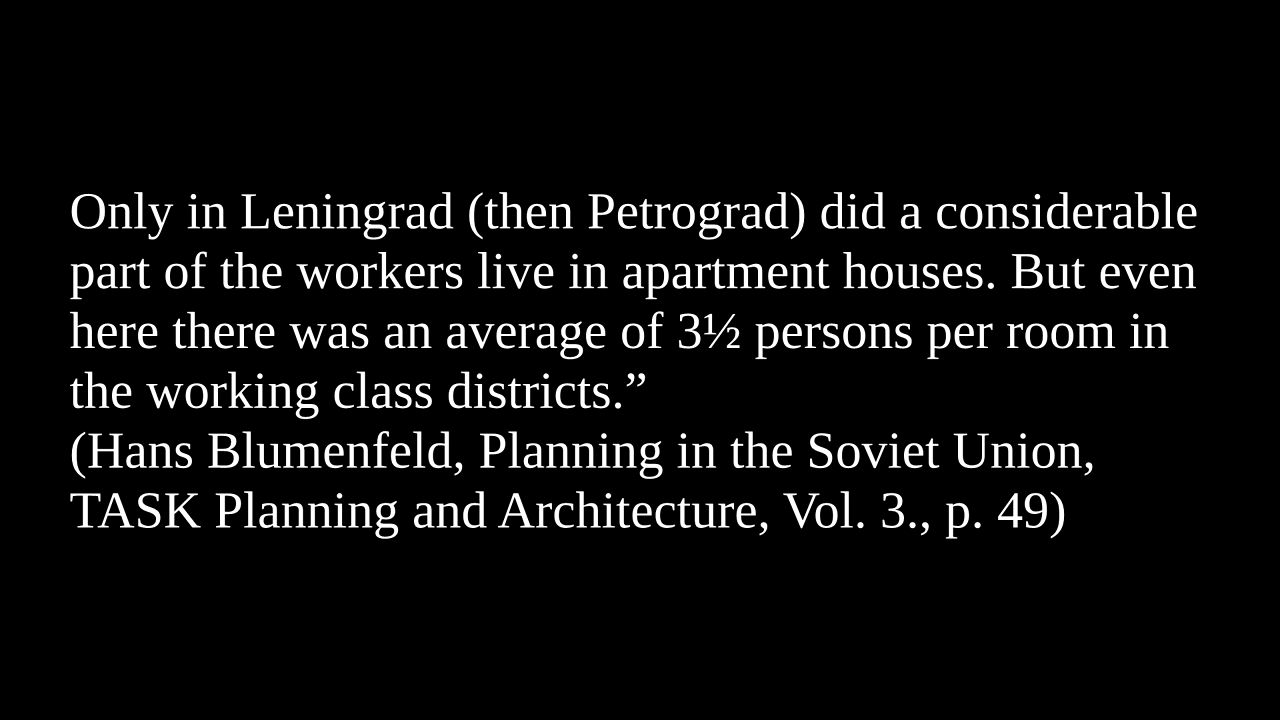 Only in Leningrad (then Petrograd) did a considerable
part of the workers live in apartment houses. But even
here there was an average of 3½ persons per room in
the working class districts.”
(Hans Blumenfeld, Planning in the Soviet Union,
TASK Planning and Architecture, Vol. 3., p. 49)